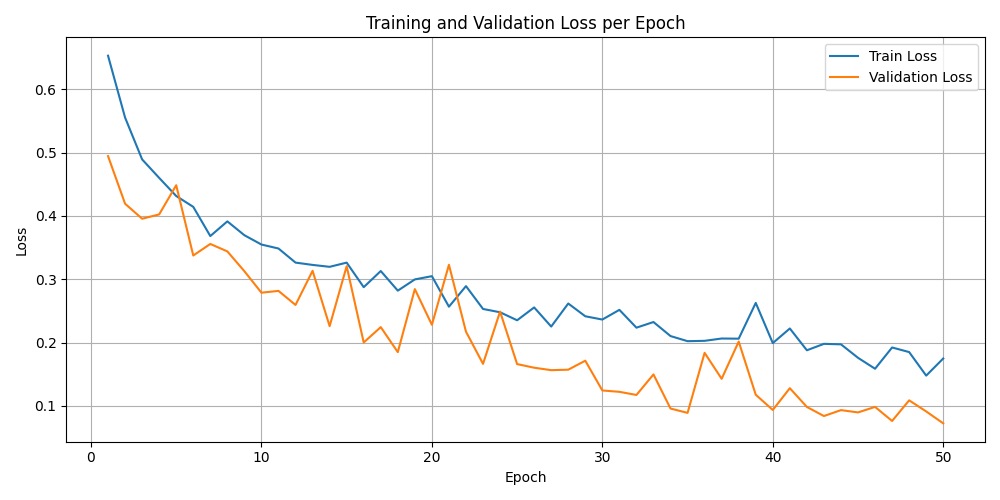 Training and Validation Loss per Epoch
Train Loss
Validation Loss
Loss
0.6
0.5
0.4
0.3
0.2
0.1
0 10 20 30 40 50
Epoch